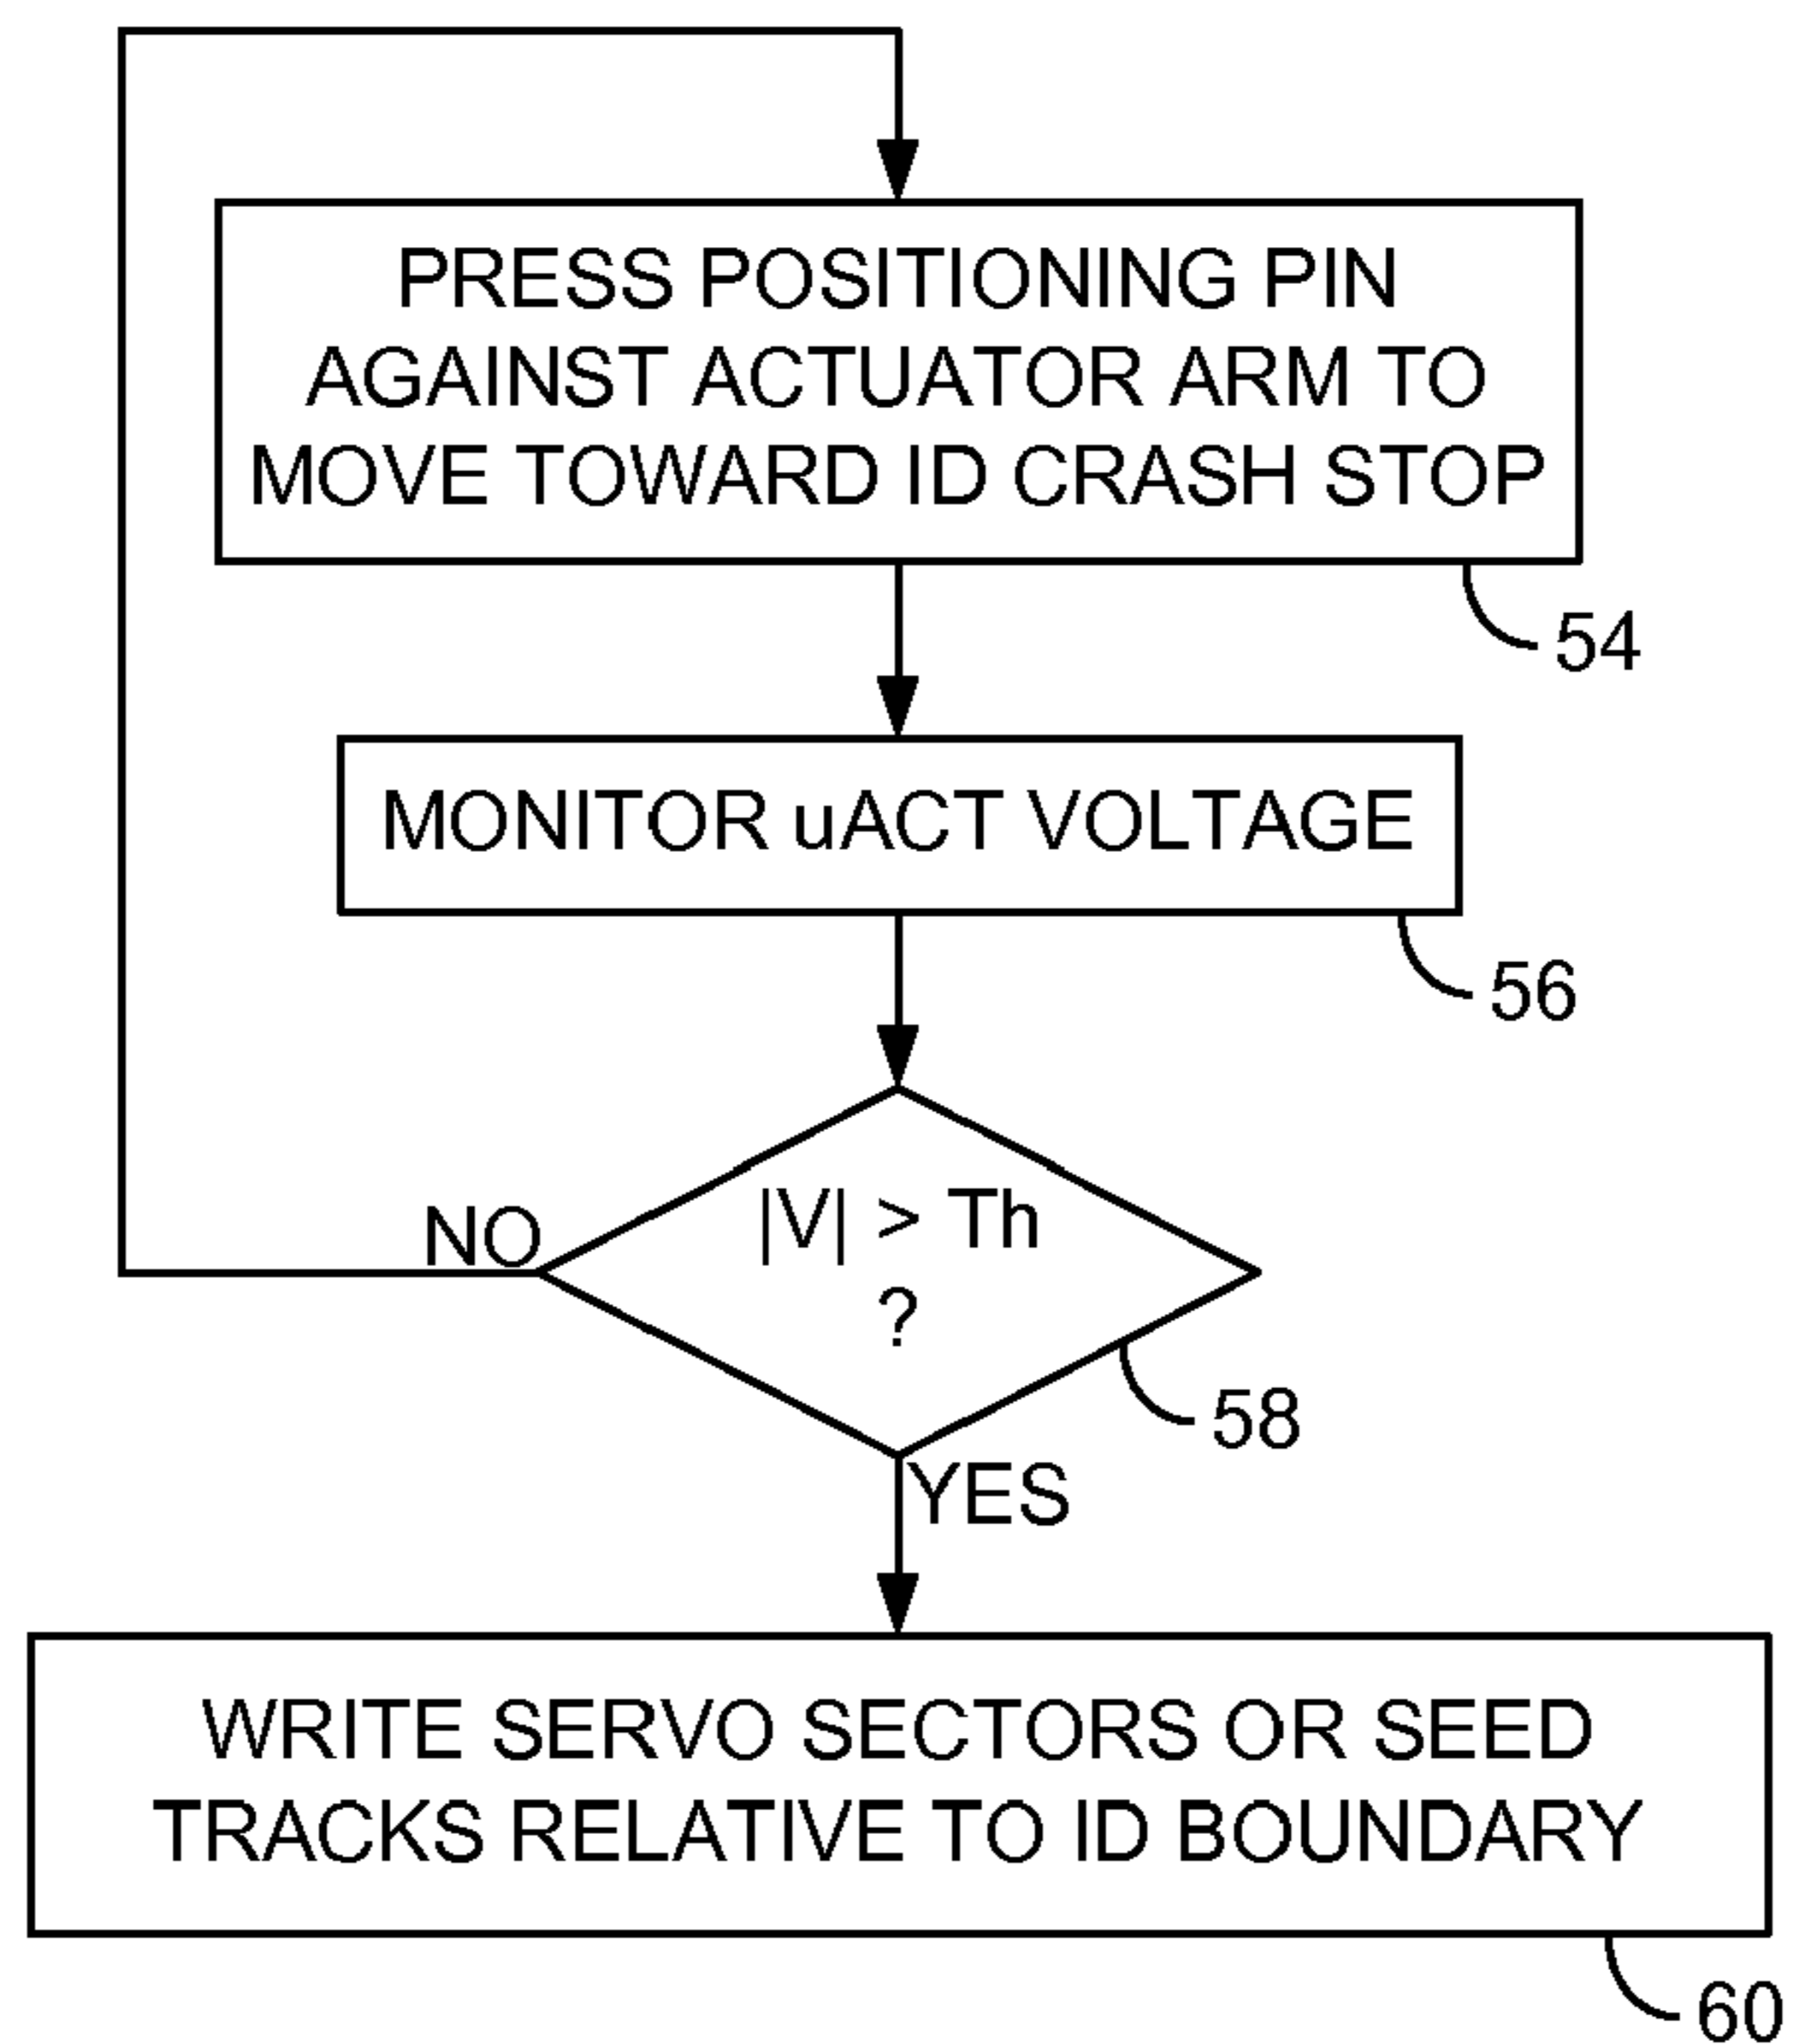 PRESS POSITIONING PIN
AGAINST ACTUATOR ARM TO
MOVE TOWARD ID CRASH STOP
54
MONITOR uACT VOLTAGE
56
NO
|V| > Th
?
58
YES
WRITE SERVO SECTORS OR SEED
TRACKS RELATIVE TO ID BOUNDARY
60